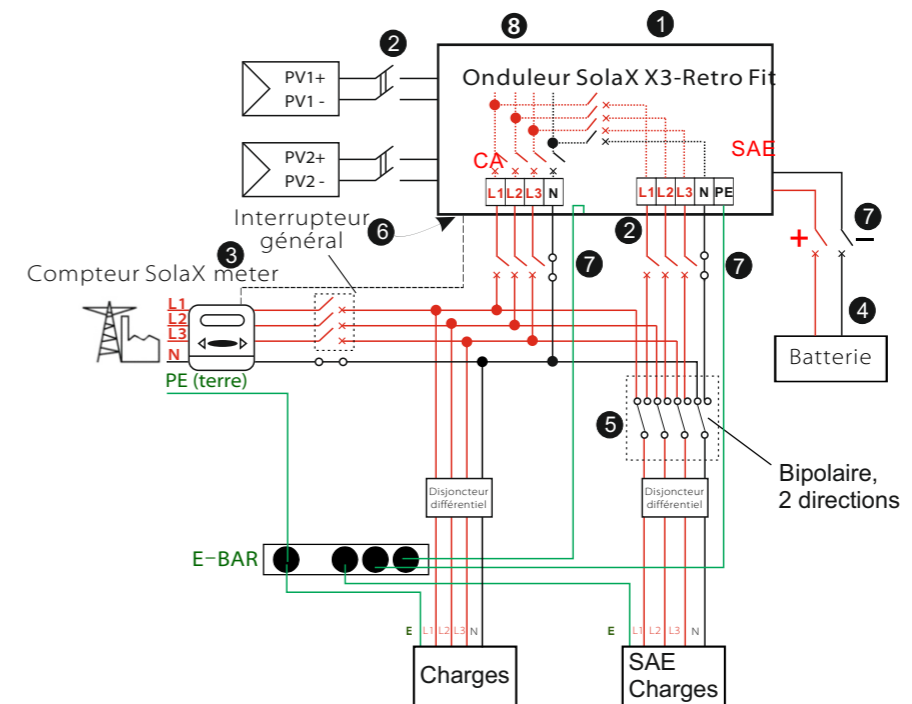 8
1
2
PV1+
PV1 -
Onduleur SolaX X3-Retro Fit
PV2+
PV2 -
CA
SAE
L1 L2 L3 N
L1 L2 L3 N PE
Interrupteur
général
6
7
2
7
7
+
−
3
Compteur SolaX meter
L1
L2
L3
N
PE (terre)
4
Batterie
5
Bipolaire,
2 directions
Disjoncteur
différentiel
Disjoncteur
différentiel
E-BAR
E L1 L2 L3 N
E L1 L2 L3 N
Charges
SAE
Charges